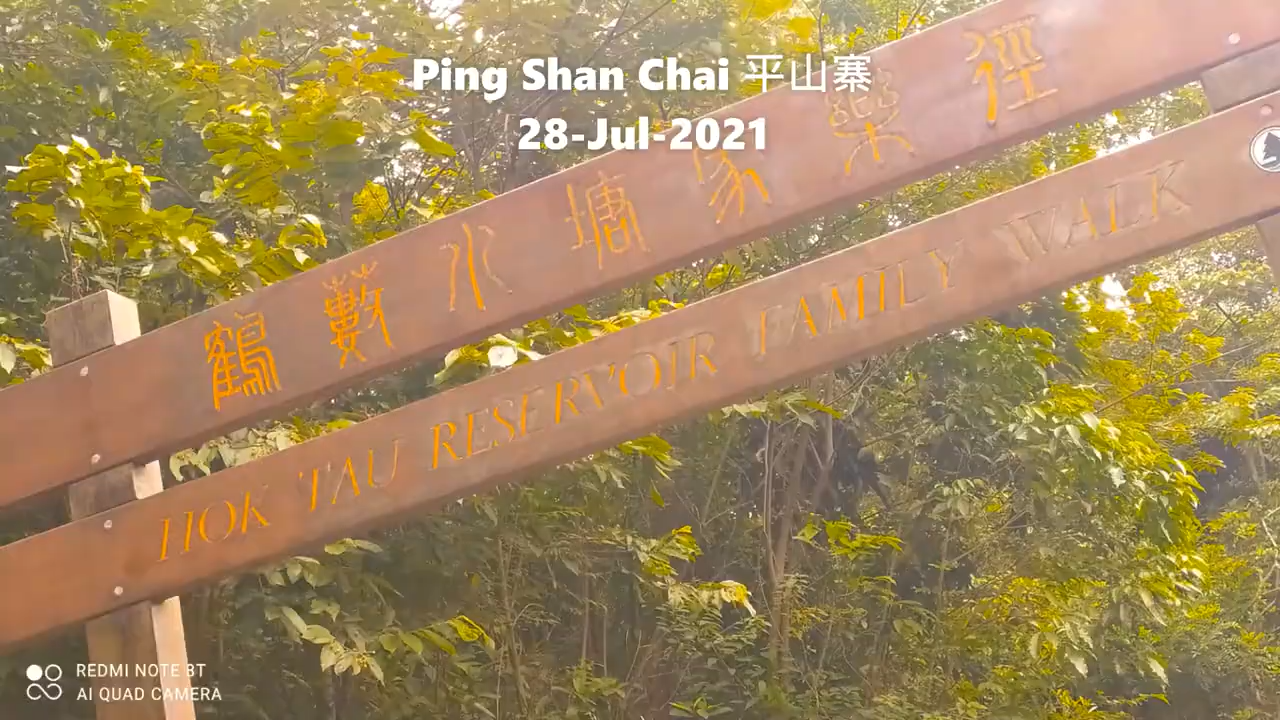 Ping Shan Chai 平山寨
28-Jul-2021
鶴藪水塘家樂徑
HOK TAU RESERVOIR FAMILY WALK
REDMI NOTE 8T
AI QUAD CAMERA